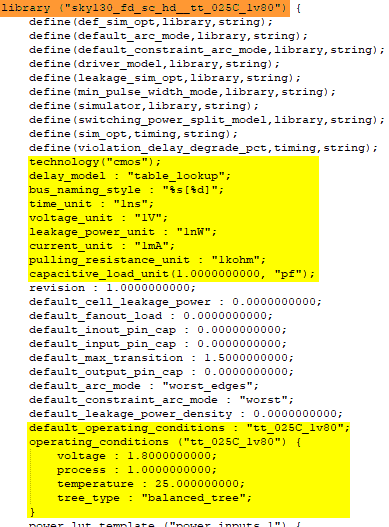 library ("sky130_fd_sc_hd__tt_025C_1v80") {
define(def_sim_opt,library,string);
define(default_arc_mode,library,string);
define(default_constraint_arc_mode,library,string);
define(driver_model,library,string);
define(leakage_sim_opt,library,string);
define(min_pulse_width_mode,library,string);
define(simulator,library,string);
define(switching_power_split_model,library,string);
define(sim_opt,timing,string);
define(violation_delay_degrade_pct,timing,string);
technology("cmos");
delay_model : "table_lookup";
bus_naming_style : "%s[%d]";
time_unit : "1ns";
voltage_unit : "1V";
leakage_power_unit : "1nW";
current_unit : "1mA";
pulling_resistance_unit : "1kohm";
capacitive_load_unit(1.0000000000, "pf");
revision : 1.0000000000;
default_cell_leakage_power : 0.0000000000;
default_fanout_load : 0.0000000000;
default_inout_pin_cap : 0.0000000000;
default_input_pin_cap : 0.0000000000;
default_max_transition : 1.5000000000;
default_output_pin_cap : 0.0000000000;
default_arc_mode : "worst_edges";
default_constraint_arc_mode : "worst";
default_leakage_power_density : 0.0000000000;
default_operating_conditions : "tt_025C_1v80";
operating_conditions ("tt_025C_1v80") {
voltage : 1.8000000000;
process : 1.0000000000;
temperature : 25.000000000;
tree_type : "balanced_tree";
}
power_lut_template ("power_inputs_1") {